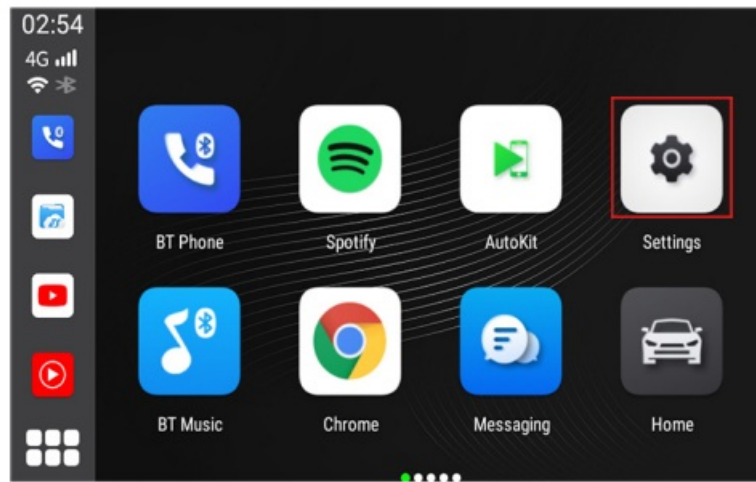 02:54
4G
BT Phone
Spotify
AutoKit
Settings
BT Music
Chrome
Messaging
Home